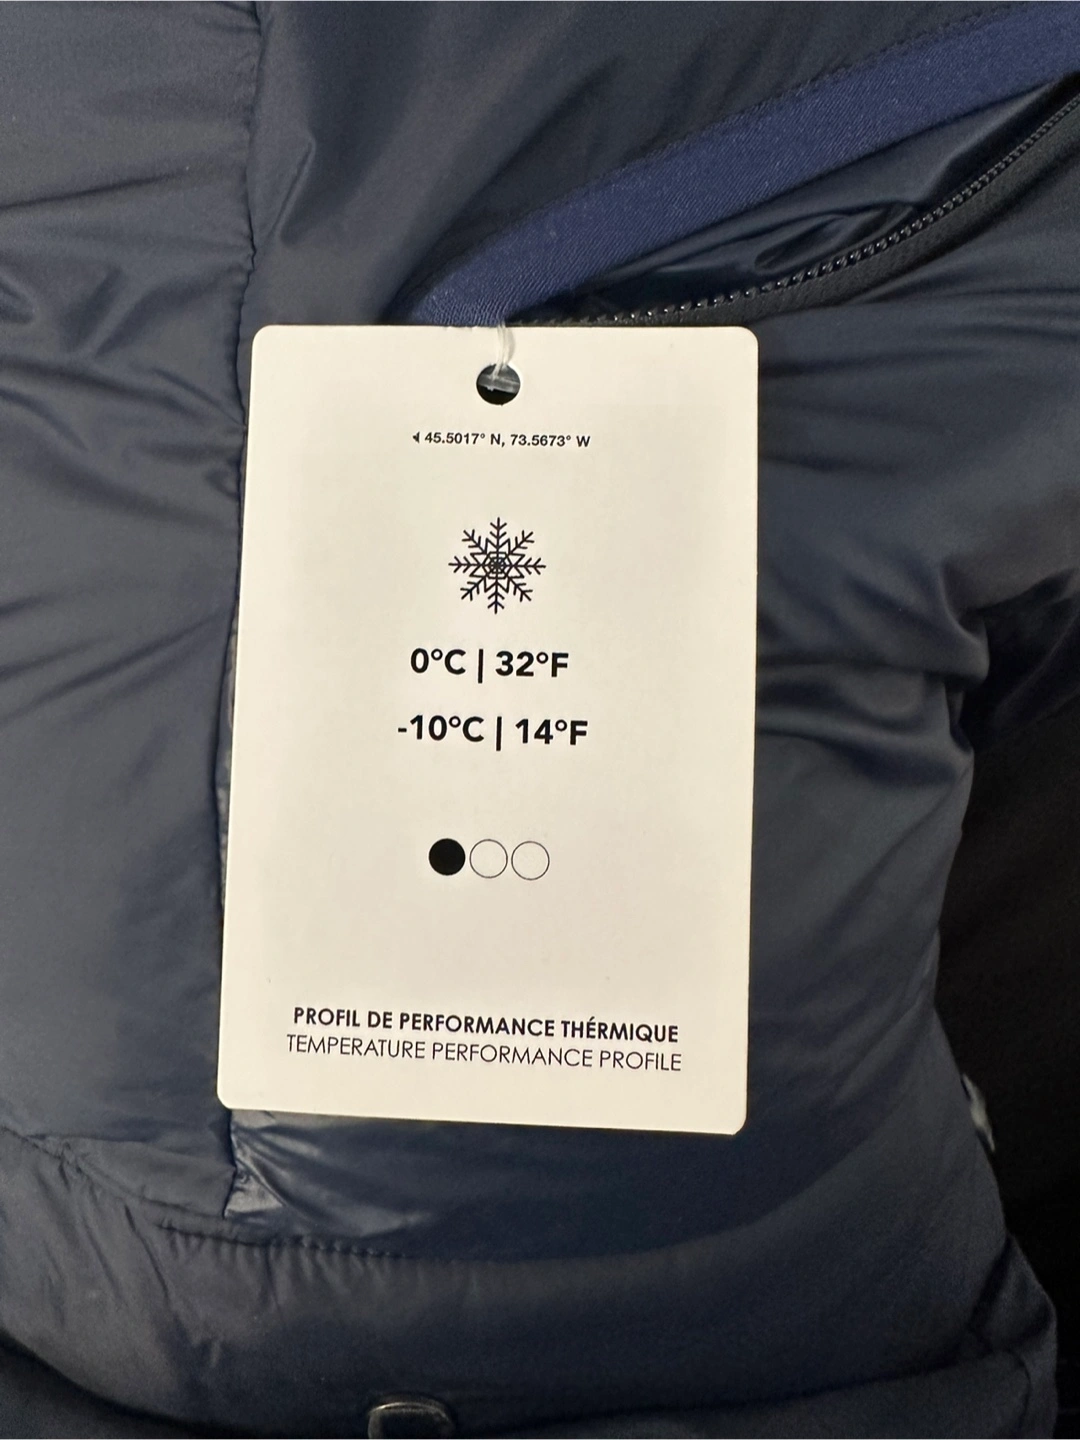 45.5017° N, 73.5673° W
0°C | 32°F
-10°C | 14°F
PROFIL DE PERFORMANCE THÉRMIQUE
TEMPERATURE PERFORMANCE PROFILE